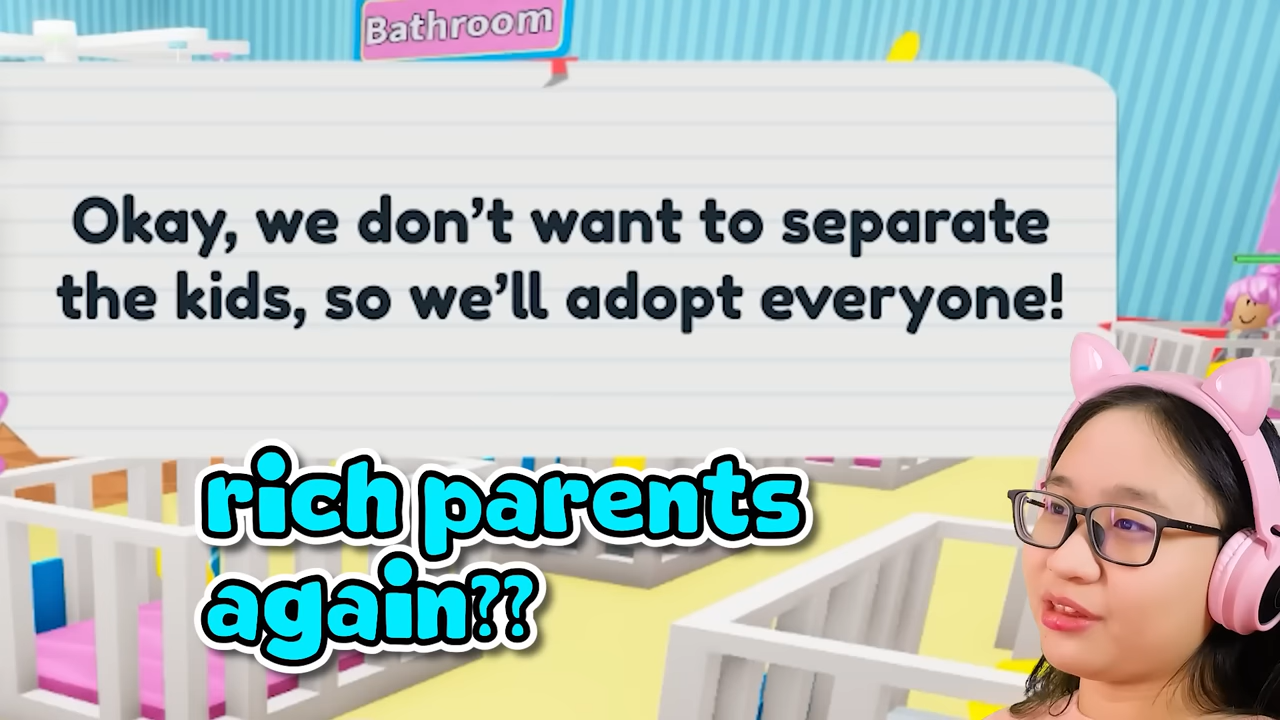 Bathroom
Okay, we don't want to separate
the kids, so we'll adopt everyone!
rich parents
again??